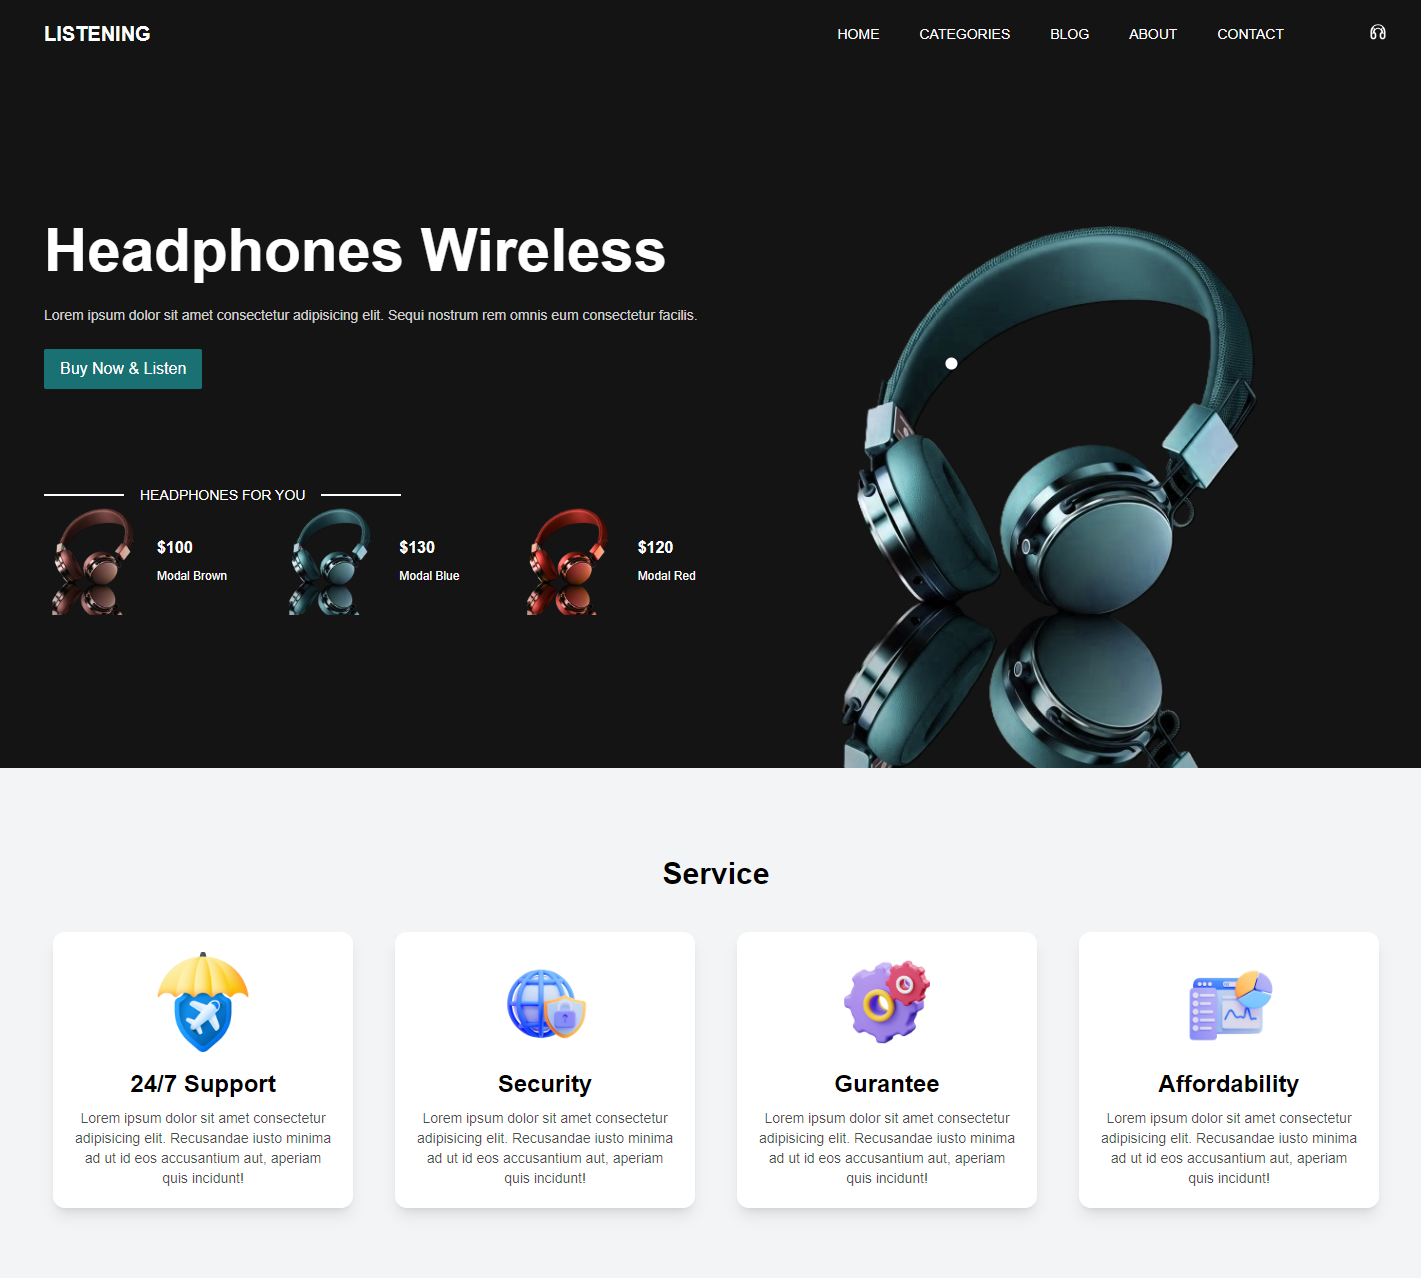 LISTENING
HOME CATEGORIES BLOG ABOUT CONTACT
Headphones Wireless
Lorem ipsum dolor sit amet consectetur adipisicing elit. Sequi nostrum rem omnis eum consectetur facilis.
Buy Now & Listen
HEADPHONES FOR YOU
$100
Modal Brown
$130
Modal Blue
$120
Modal Red
Service
24/7 Support
Lorem ipsum dolor sit amet consectetur
adipisicing elit. Recusandae iusto minima
ad ut id eos accusantium aut, aperiam
quis incidunt!
Security
Lorem ipsum dolor sit amet consectetur
adipisicing elit. Recusandae iusto minima
ad ut id eos accusantium aut, aperiam
quis incidunt!
Gurantee
Lorem ipsum dolor sit amet consectetur
adipisicing elit. Recusandae iusto minima
ad ut id eos accusantium aut, aperiam
quis incidunt!
Affordability
Lorem ipsum dolor sit amet consectetur
adipisicing elit. Recusandae iusto minima
ad ut id eos accusantium aut, aperiam
quis incidunt!